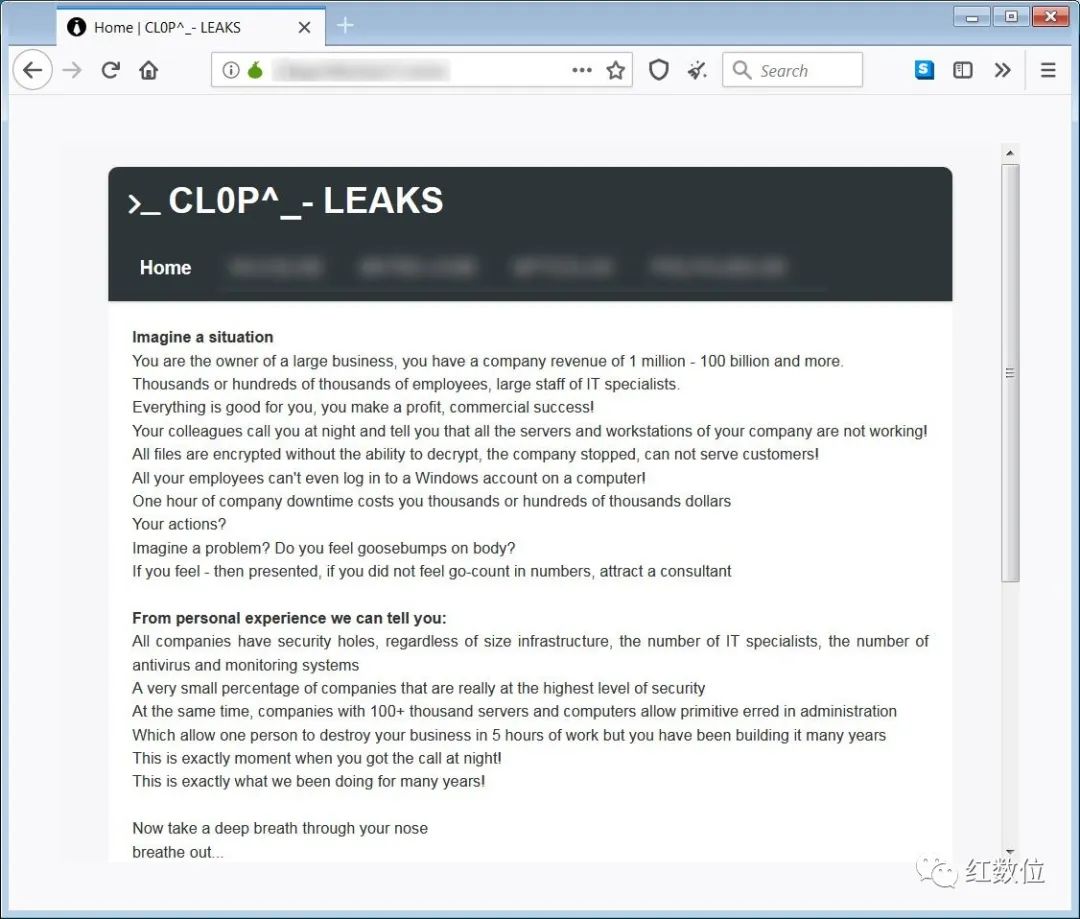 Home | CL0P^_- LEAKS
Search
>_ CL0P^_- LEAKS
Home
Imagine a situation
You are the owner of a large business, you have a company revenue of 1 million - 100 billion and more.
Thousands or hundreds of thousands of employees, large staff of IT specialists.
Everything is good for you, you make a profit, commercial success!
Your colleagues call you at night and tell you that all the servers and workstations of your company are not working!
All files are encrypted without the ability to decrypt, the company stopped, can not serve customers!
All your employees can't even log in to a Windows account on a computer!
One hour of company downtime costs you thousands or hundreds of thousands dollars
Your actions?
Imagine a problem? Do you feel goosebumps on body?
If you feel - then presented, if you did not feel go-count in numbers, attract a consultant
From personal experience we can tell you:
All companies have security holes, regardless of size infrastructure, the number of IT specialists, the number of
antivirus and monitoring systems
A very small percentage of companies that are really at the highest level of security
At the same time, companies with 100+ thousand servers and computers allow primitive erred in administration
Which allow one person to destroy your business in 5 hours of work but you have been building it many years
This is exactly moment when you got the call at night!
This is exactly what we been doing for many years!
Now take a deep breath through your nose
breathe out...
红数位